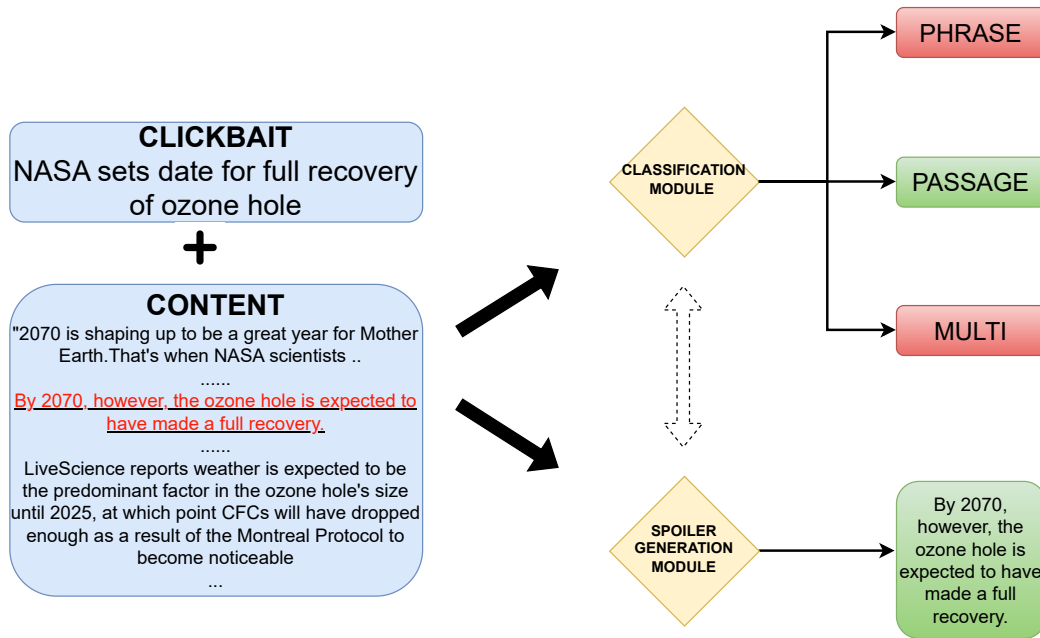 CLICKBAIT
NASA sets date for full recovery
of ozone hole
+
CONTENT
"2070 is shaping up to be a great year for Mother
Earth.That's when NASA scientists ..
......
By 2070, however, the ozone hole is expected to
have made a full recovery.
......
LiveScience reports weather is expected to be
the predominant factor in the ozone hole's size
until 2025, at which point CFCs will have dropped
enough as a result of the Montreal Protocol to
become noticeable
...
CLASSIFICATION
MODULE
PHRASE
PASSAGE
MULTI
SPOILER
GENERATION
MODULE
By 2070,
however, the
ozone hole is
expected to have
made a full
recovery.